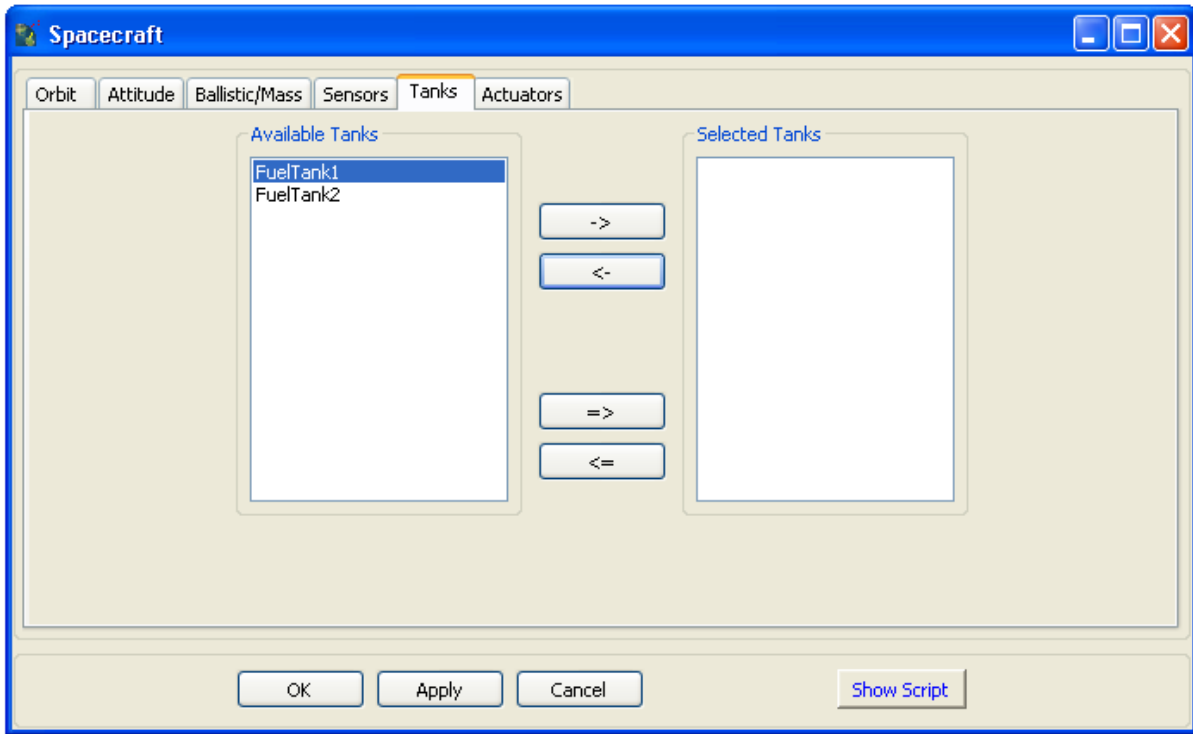 Spacecraft
Orbit Attitude Ballistic/Mass Sensors Tanks Actuators
Available Tanks Selected Tanks
FuelTank1
FuelTank2
->
<-
=>
<=
OK Apply Cancel Show Script